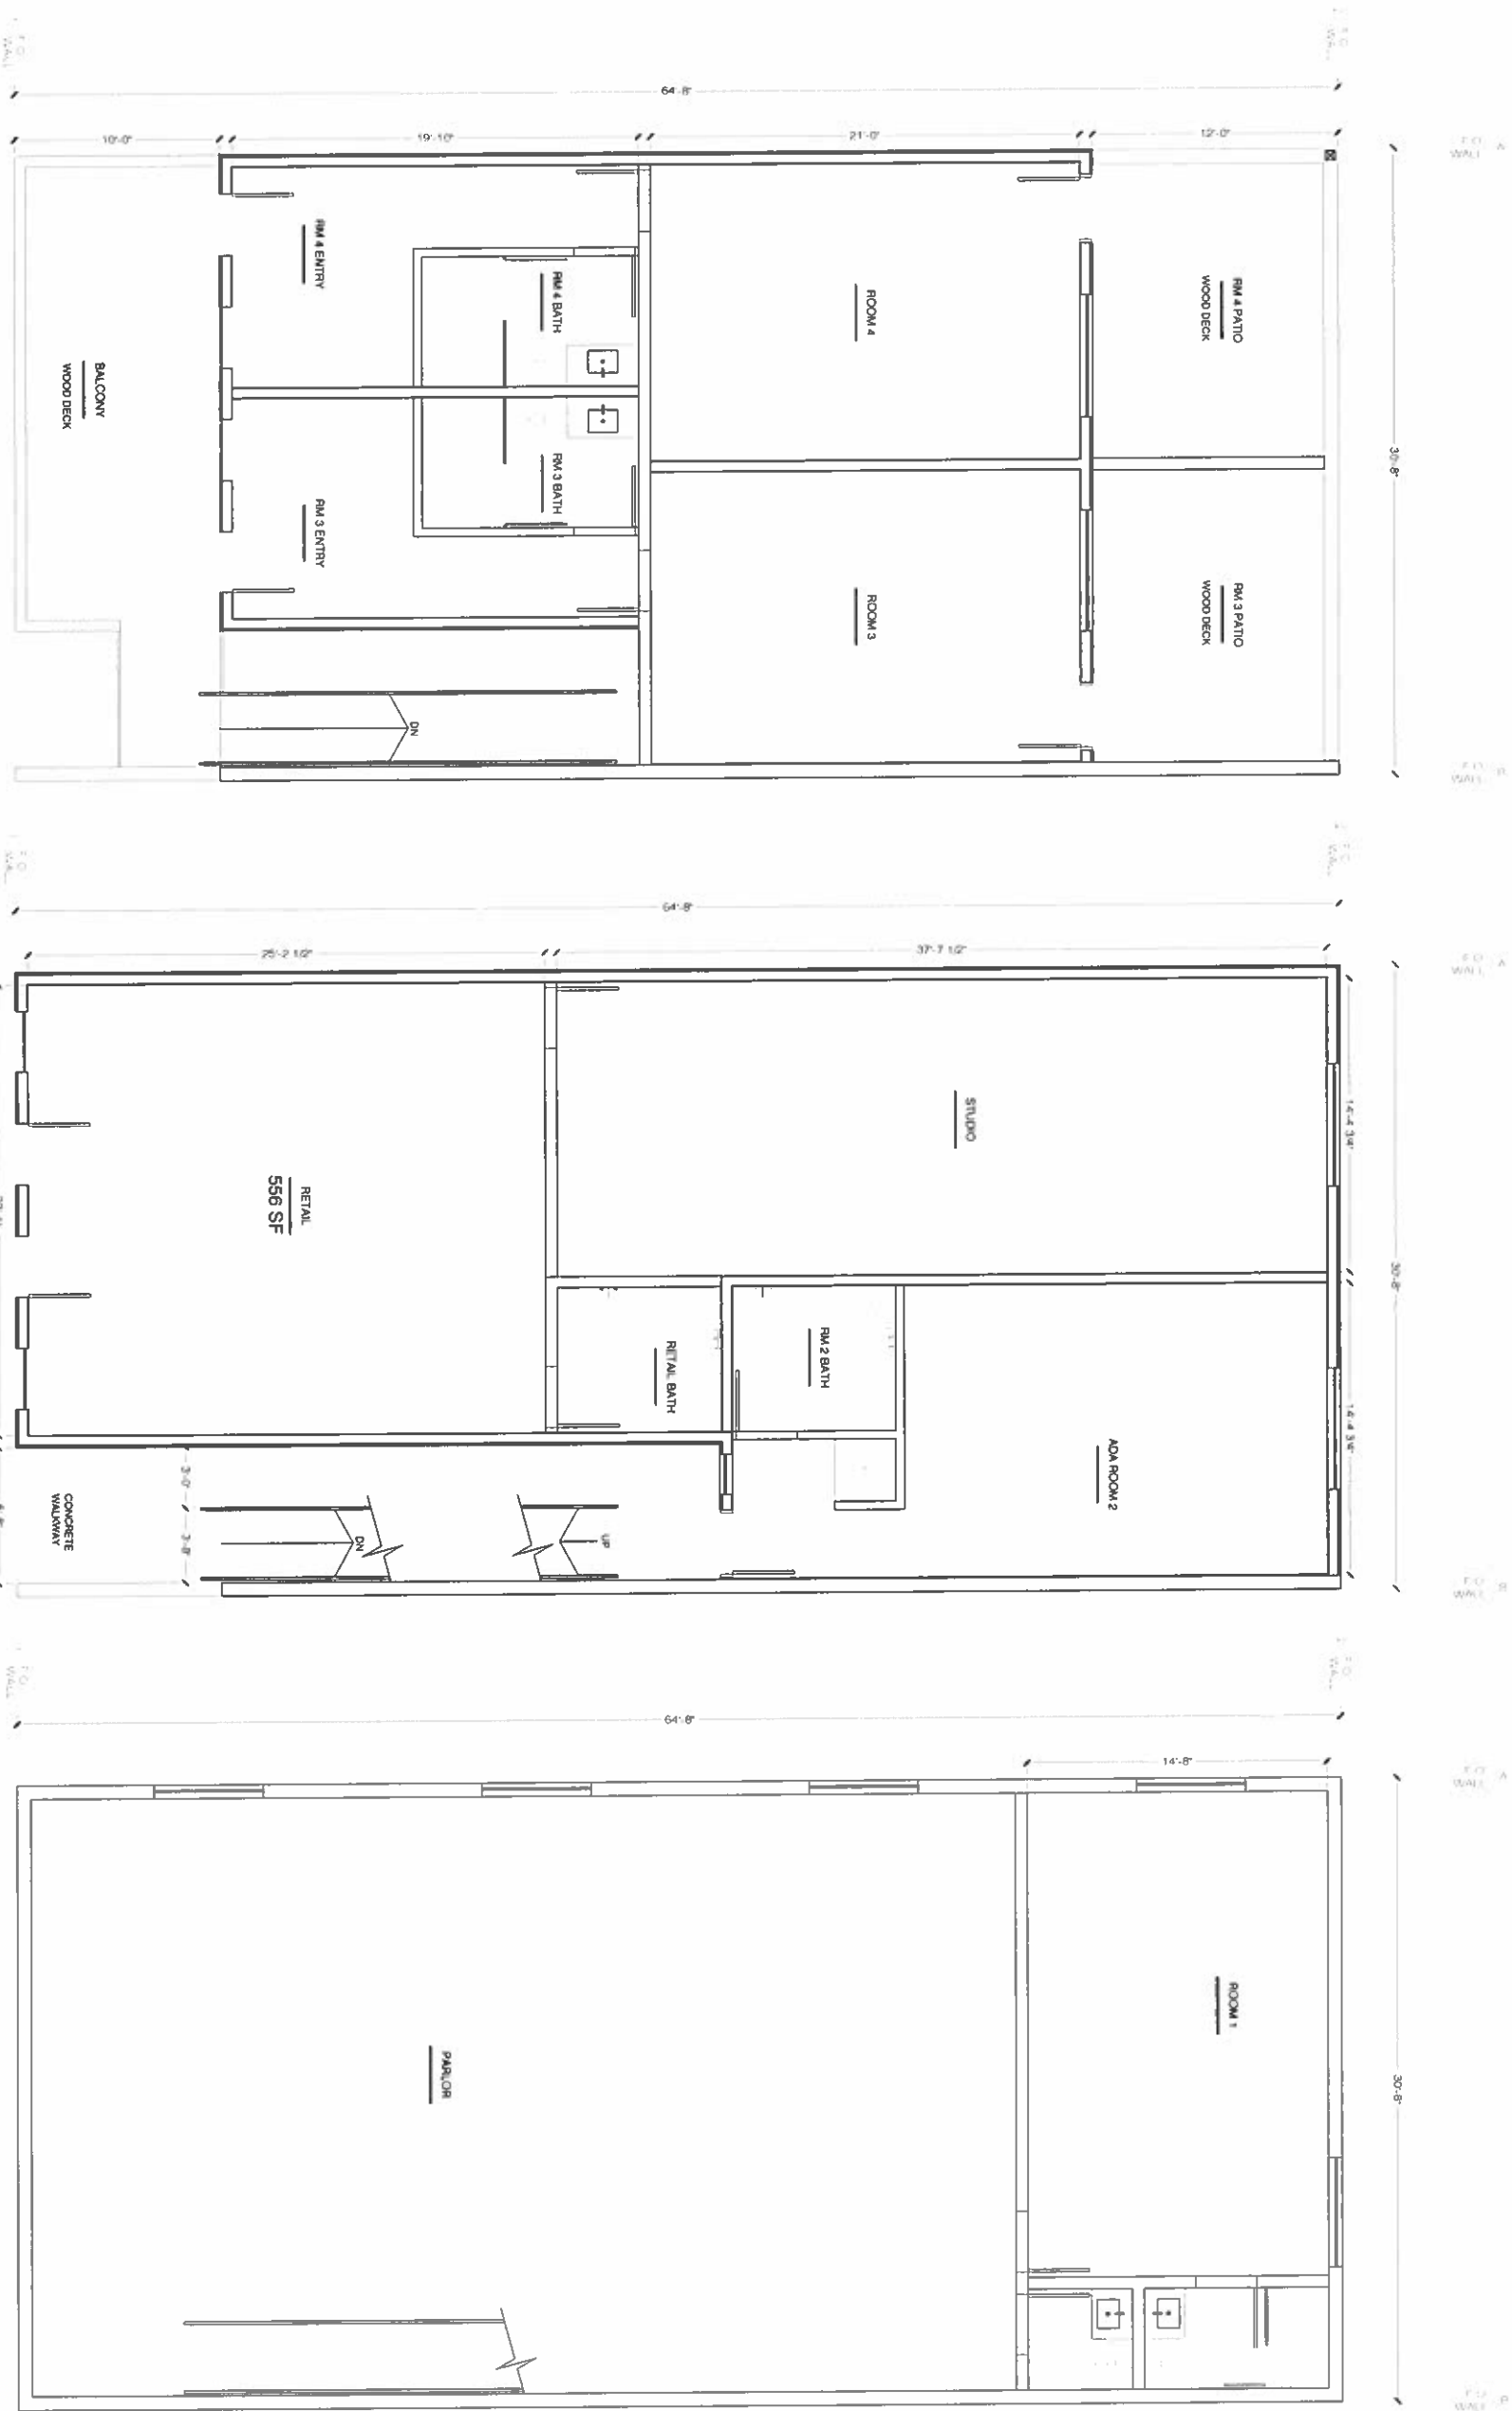 64'-8"
10'-0"
19'-10"
21'-0"
12'-0"
30'-8"
RM 4 ENTRY
RM 4 BATH
ROOM 4
RM 4 PATIO
WOOD DECK
BALCONY
WOOD DECK
RM 3 ENTRY
RM 3 BATH
ROOM 3
RM 3 PATIO
WOOD DECK
DN
64'-8"
25'-2 1/2"
37'-7 1/2"
14'-4 3/4"
14'-4 3/4"
30'-8"
STUDIO
RETAIL
556 SF
RETAIL BATH
RM 2 BATH
ADA ROOM 2
CONCRETE
WALKWAY
3'-0"
3'-8"
DN
UP
64'-8"
14'-8"
30'-8"
ROOM 1
PARLOR